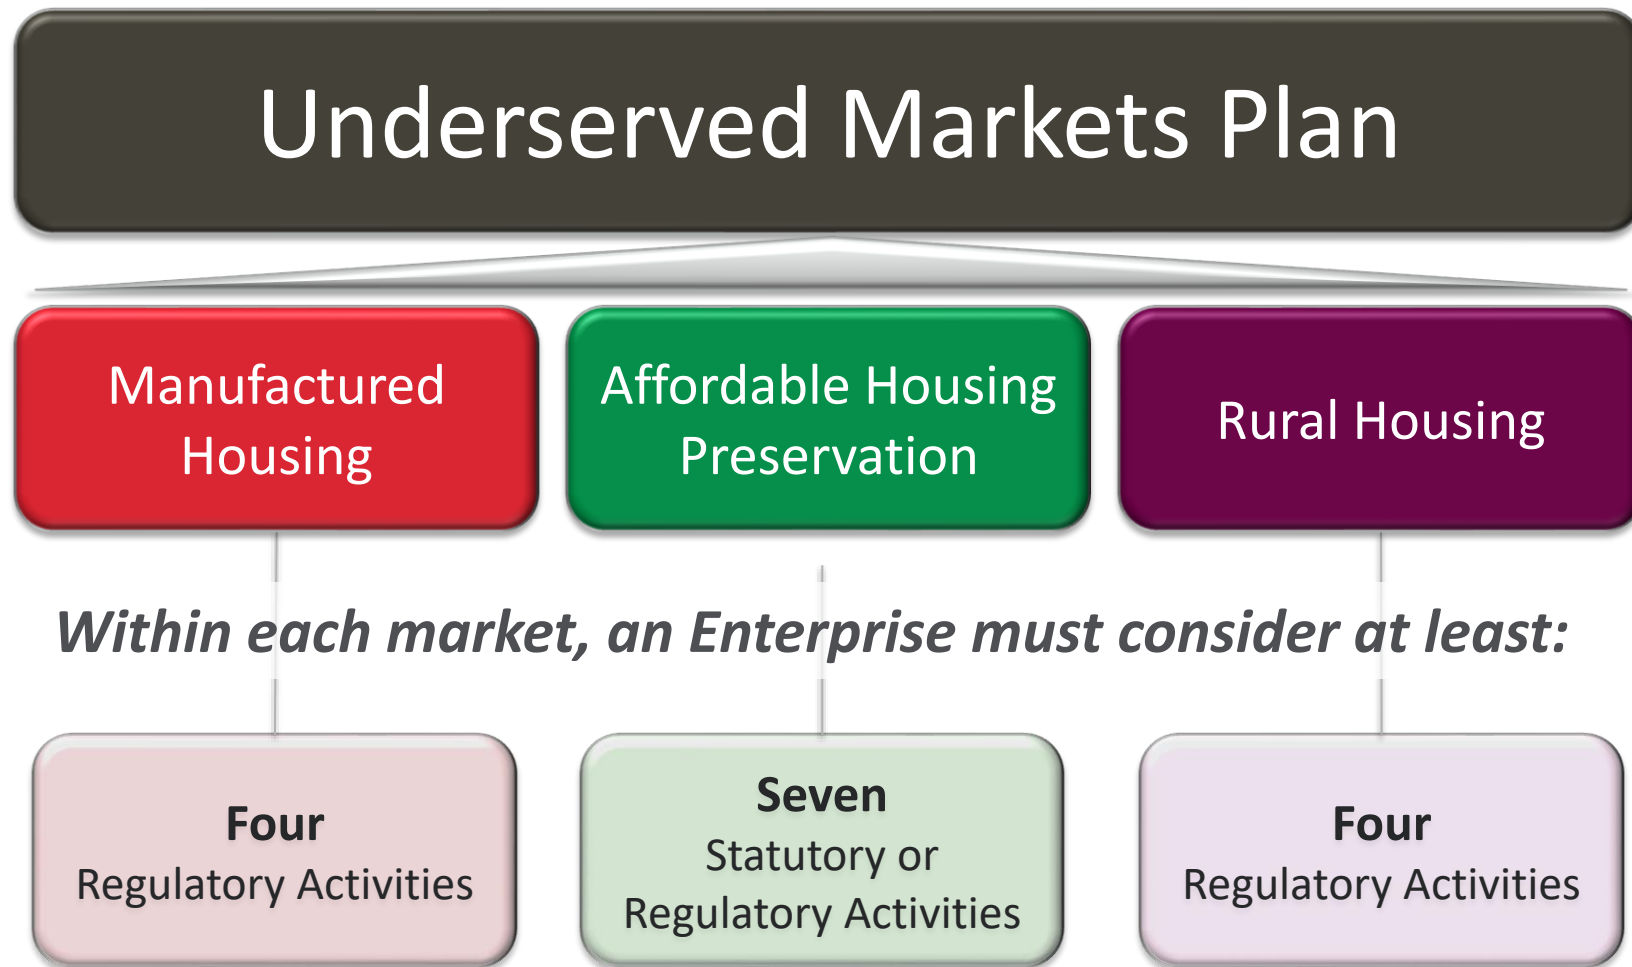 Underserved Markets Plan
Manufactured
Housing
Affordable Housing
Preservation
Rural Housing
Within each market, an Enterprise must consider at least:
Four
Regulatory Activities
Seven
Statutory or
Regulatory Activities
Four
Regulatory Activities